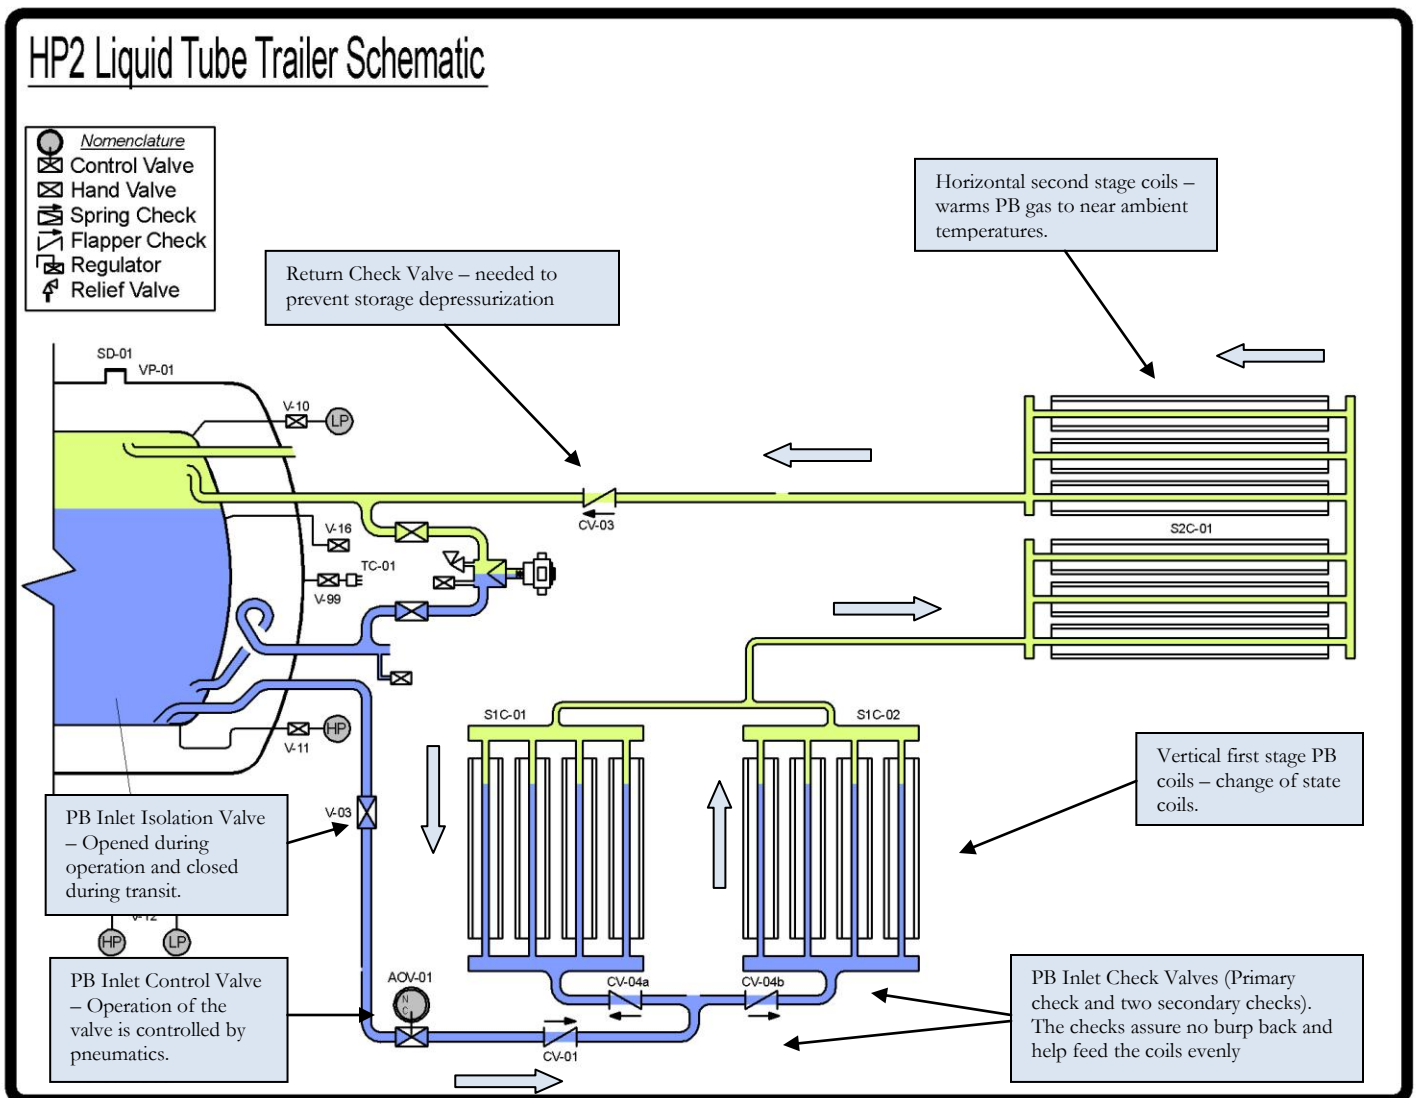 HP2 Liquid Tube Trailer Schematic
Nomenclature
Control Valve
Hand Valve
Spring Check
Flapper Check
Regulator
Relief Valve
Horizontal second stage coils –
warms PB gas to near ambient
temperatures.
Return Check Valve – needed to
prevent storage depressurization
SD-01
VP-01
V-10
LP
CV-03
S2C-01
V-16
TC-01
V-99
S1C-01
S1C-02
V-11
HP
Vertical first stage PB
coils – change of state
coils.
V-03
PB Inlet Isolation Valve
– Opened during
operation and closed
during transit.
V-12
HP
LP
PB Inlet Control Valve
– Operation of the
valve is controlled by
pneumatics.
AOV-01
N
C
CV-04a
CV-04b
CV-01
PB Inlet Check Valves (Primary
check and two secondary checks).
The checks assure no burp back and
help feed the coils evenly